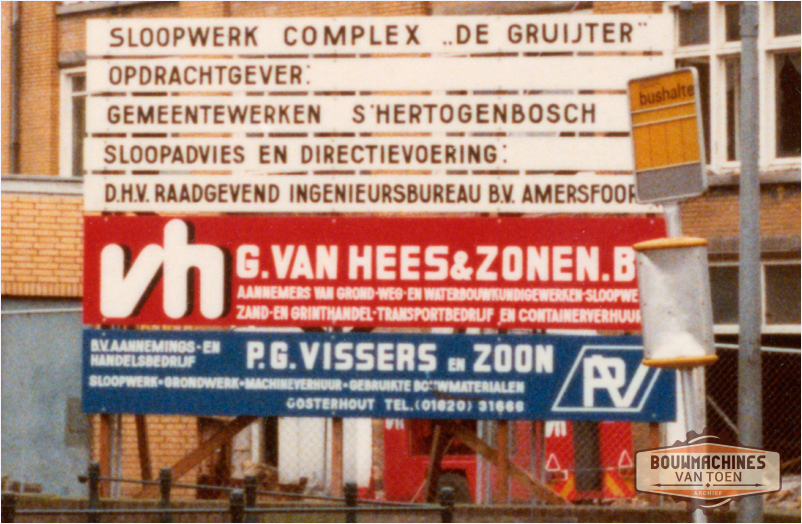 SLOOPWERK COMPLEX „DE GRUIJTER"
OPDRACHTGEVER:
GEMEENTEWERKEN S'HERTOGENBOSCH
SLOOPADVIES EN DIRECTIEVOERING:
D.H.V. RAADGEVEND INGENIEURSBUREAU B.V. AMERSFOOR
bushalte
vh G.VAN HEES&ZONEN.B
AANNEMERS VAN GROND-WEG-EN WATERBOUWKUNDIGEWERKEN-SLOOPWE
ZAND-EN GRINTHANDEL-TRANSPORTBEDRIJF EN CONTAINERVERHUUR
B.V. AANNEMINGS-EN
HANDELSBEDRIJF
P.G.VISSERS EN ZOON
SLOOPWERK-GRONDWERK-MACHINEVERHUUR-GEBRUIKTE BOUWMATERIALEN
OOSTERHOUT TEL.(01620) 31666
BOUWMACHINES
VAN TOEN
ARCHIEF